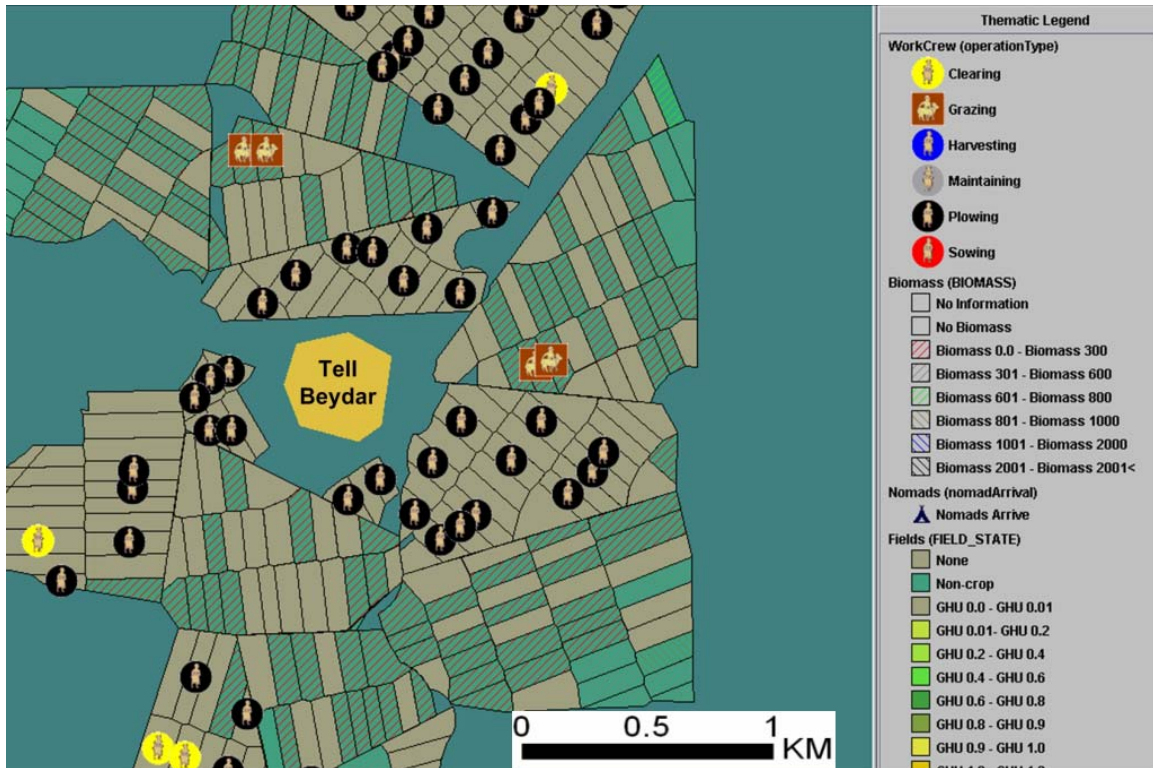 Tell
Beydar
0 0.5 1
KM
Thematic Legend
WorkCrew (operationType)
Clearing
Grazing
Harvesting
Maintaining
Plowing
Sowing
Biomass (BIOMASS)
No Information
No Biomass
Biomass 0.0 - Biomass 300
Biomass 301 - Biomass 600
Biomass 601 - Biomass 800
Biomass 801 - Biomass 1000
Biomass 1001 - Biomass 2000
Biomass 2001 - Biomass 2001<
Nomads (nomadArrival)
Nomads Arrive
Fields (FIELD_STATE)
None
Non-crop
GHU 0.0 - GHU 0.01
GHU 0.01- GHU 0.2
GHU 0.2 - GHU 0.4
GHU 0.4 - GHU 0.6
GHU 0.6 - GHU 0.8
GHU 0.8 - GHU 0.9
GHU 0.9 - GHU 1.0